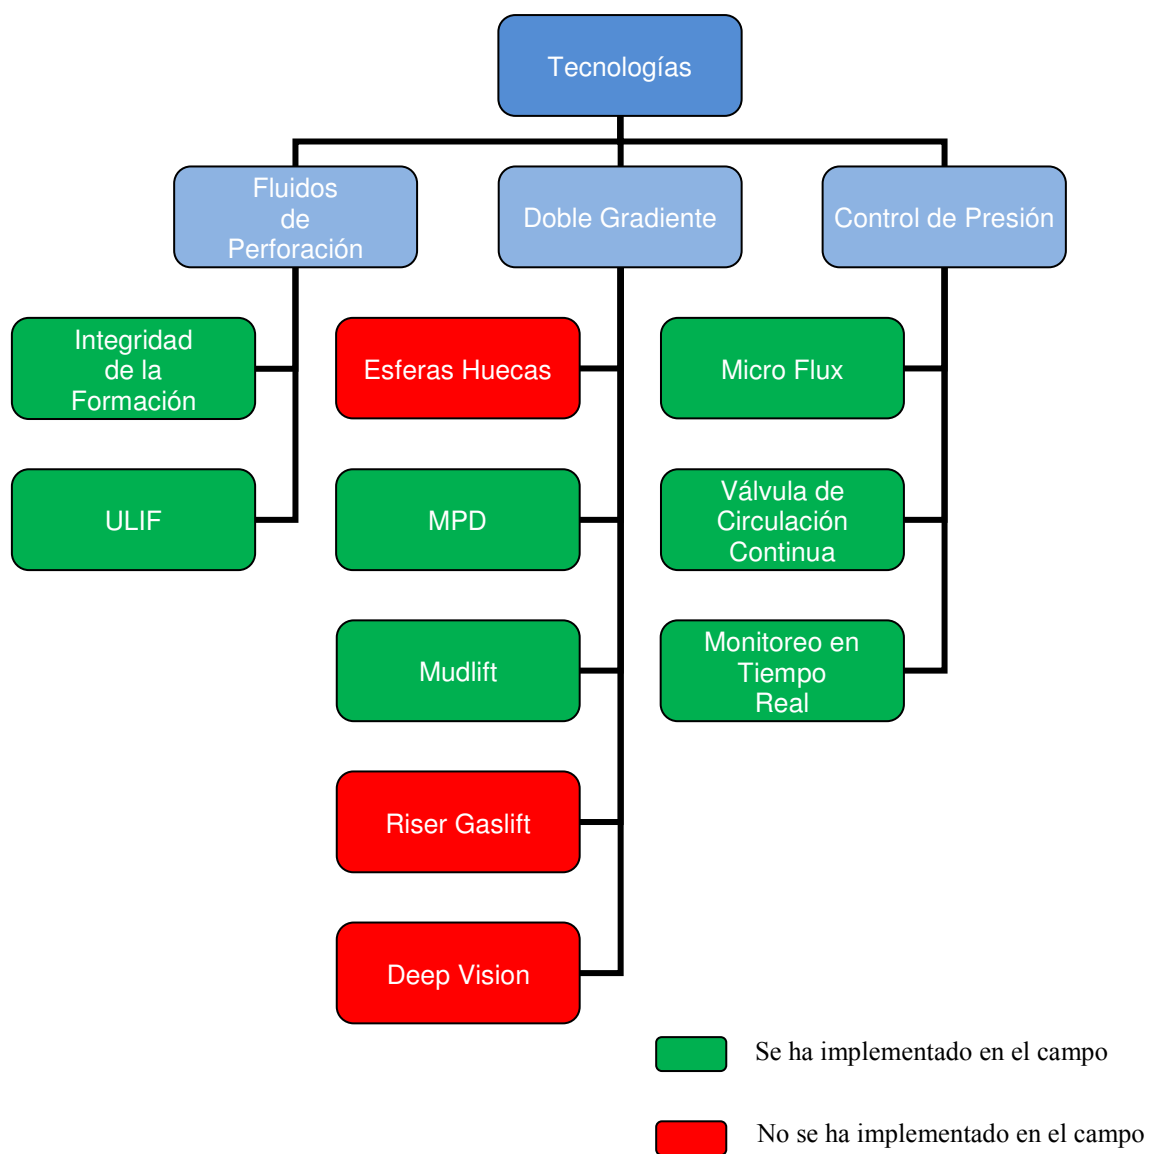 Tecnologías
Fluidos
de
Perforación
Doble Gradiente
Control de Presión
Integridad
de la
Formación
Esferas Huecas
Micro Flux
ULIF
MPD
Válvula de
Circulación
Continua
Mudlift
Monitoreo en
Tiempo
Real
Riser Gaslift
Deep Vision
Se ha implementado en el campo
No se ha implementado en el campo